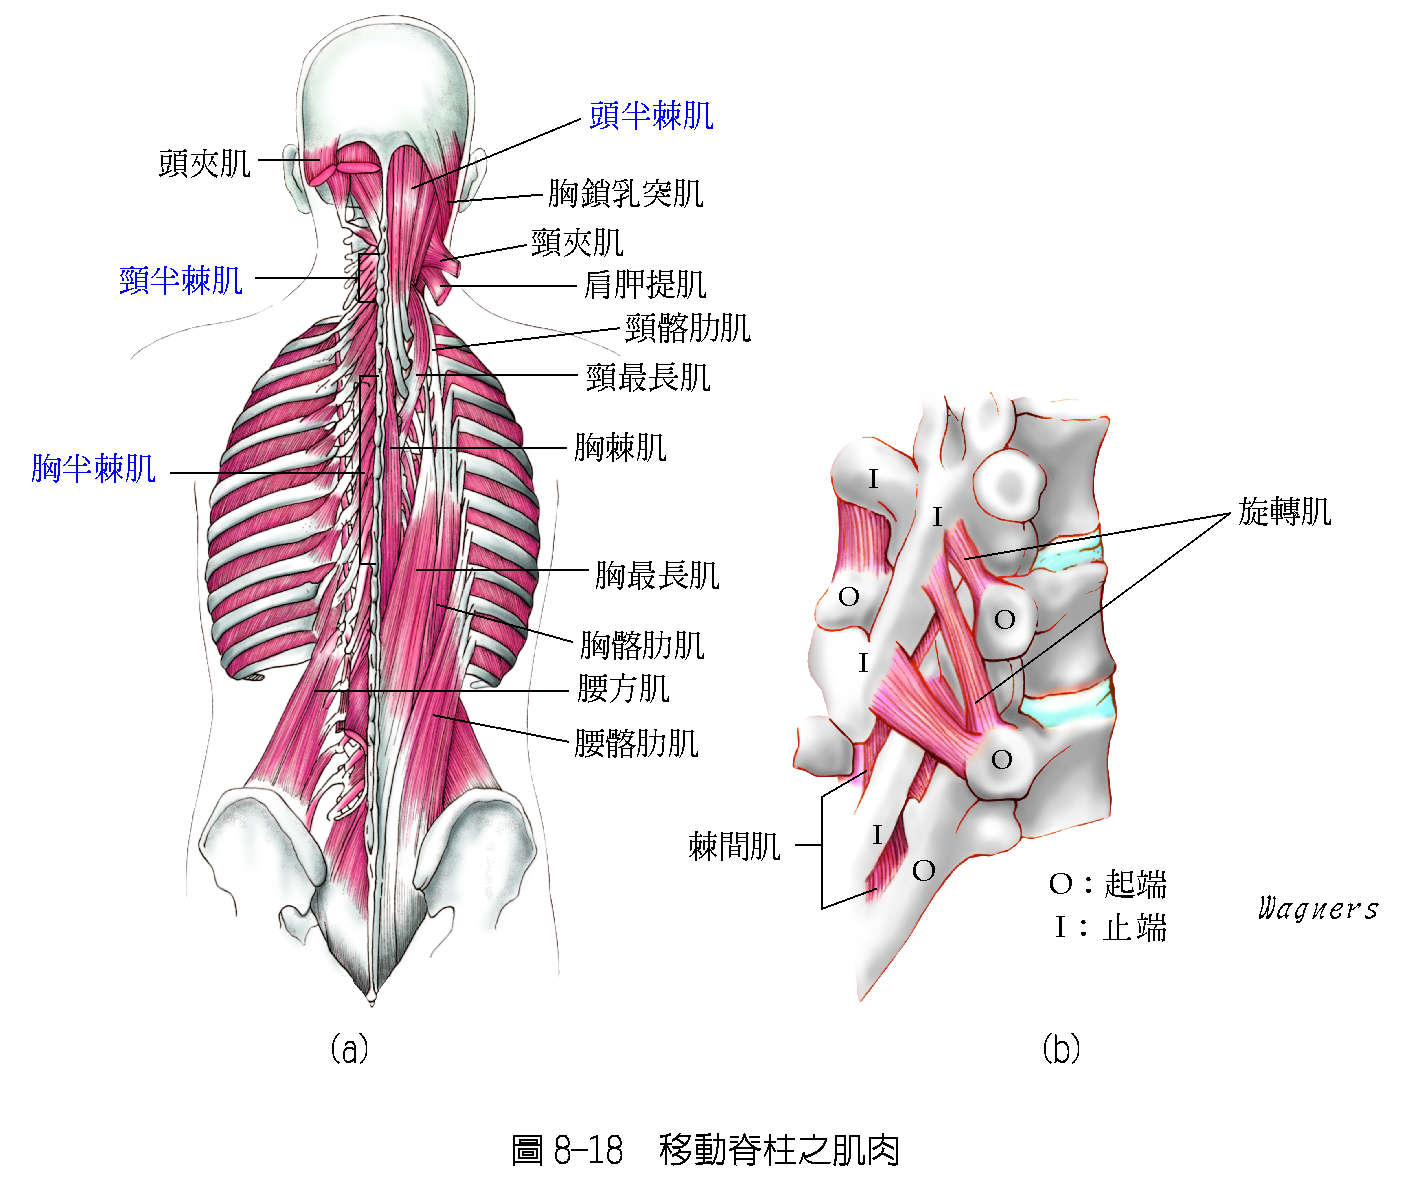 頭半棘肌
頭夾肌
胸鎖乳突肌
頸夾肌
頸半棘肌
肩胛提肌
頸髂肋肌
頸最長肌
胸棘肌
胸半棘肌
胸最長肌
胸髂肋肌
腰方肌
腰髂肋肌
(a)
I
I
旋轉肌
O
O
I
O
棘間肌
I
O
O：起端
I：止端
Wagners
(b)
圖 8-18 移動脊柱之肌肉